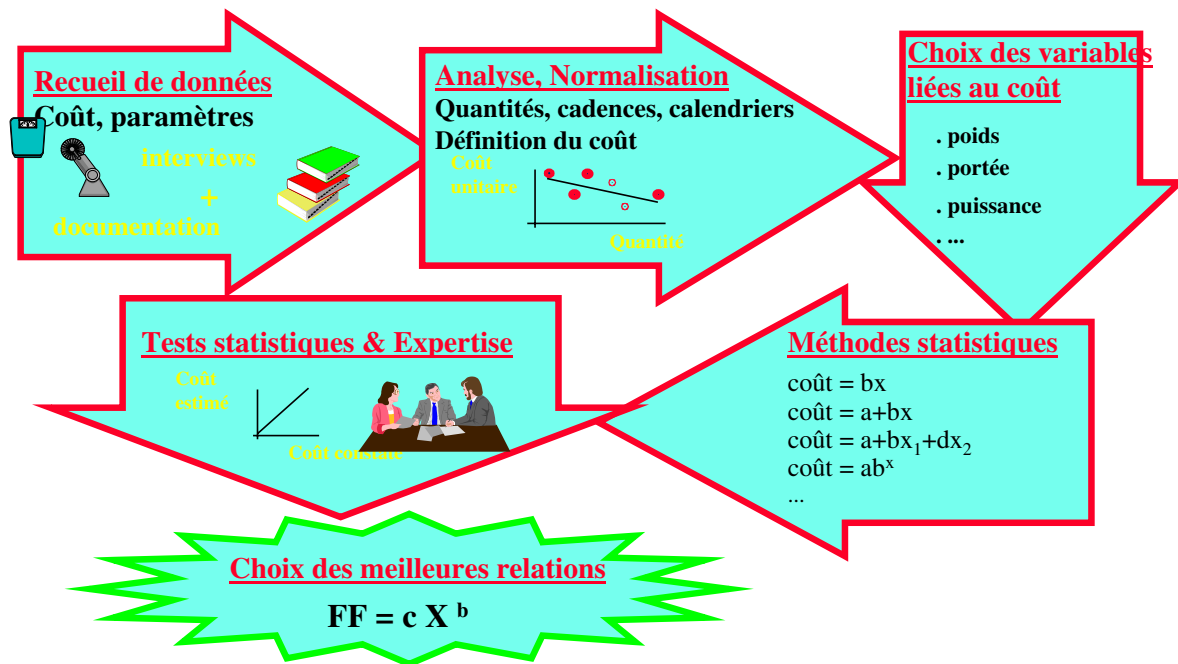 Recueil de données
Coût, paramètres
interviews
+
documentation
Analyse, Normalisation
Quantités, cadences, calendriers
Définition du coût
Coût
unitaire
Quantité
Choix des variables
liées au coût
. poids
. portée
. puissance
. ...
Méthodes statistiques
coût = bx
coût = a+bx₁+dx₂
coût = abˣ
...
Tests statistiques & Expertise
Coût
estimé
Coût constaté
Choix des meilleures relations
FF = c X ᵇ